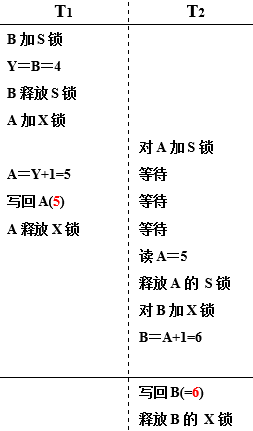 T1 T2
B 加 S 锁
Y＝B＝4
B 释放 S 锁
A 加 X 锁
对 A 加 S 锁
A＝Y+1=5 等待
写回 A(5) 等待
A 释放 X 锁 等待
读 A＝5
释放 A 的 S 锁
对 B 加 X 锁
B＝A+1=6
写回 B(=6)
释放 B 的 X 锁